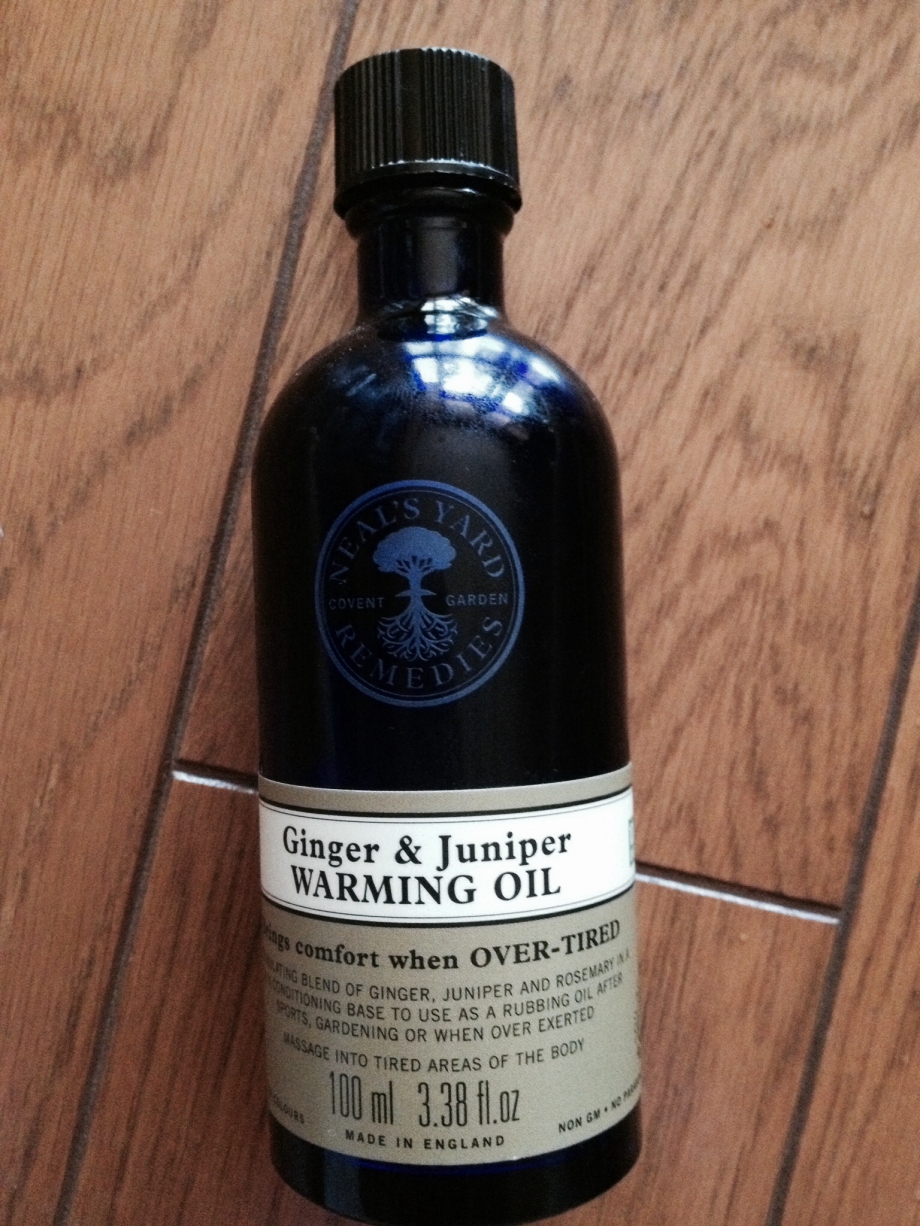 NEAL'S YARD
COVENT GARDEN
REMEDIES
Ginger & Juniper
WARMING OIL
comfort when OVER-TIRED
BLEND OF GINGER, JUNIPER AND ROSEMARY IN A
CONDITIONING BASE TO USE AS A RUBBING OIL AFTER
SPORTS, GARDENING OR WHEN OVER EXERTED
MASSAGE INTO TIRED AREAS OF THE BODY
100 ml 3.38 fl.oz
MADE IN ENGLAND
NON GM • NO